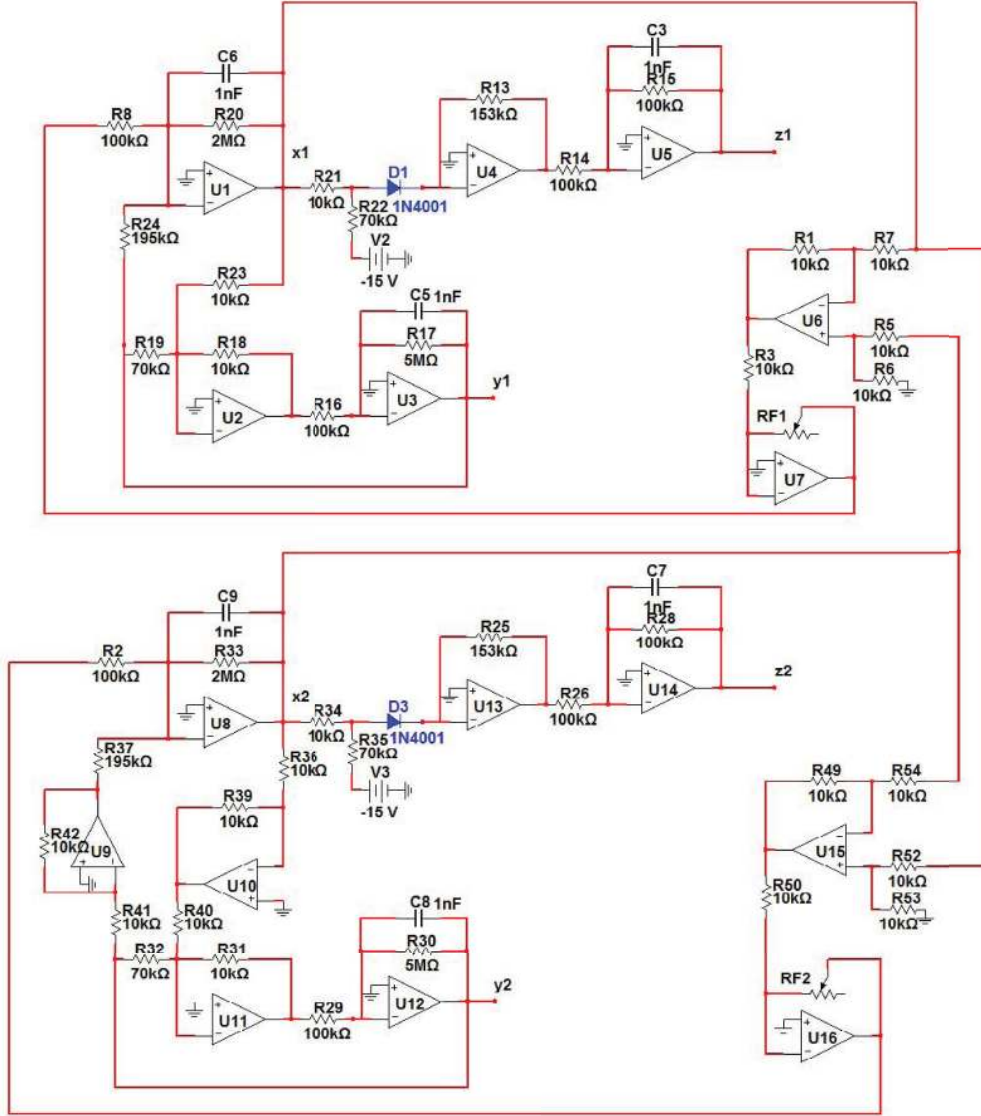 C6
1nF
R8
100kΩ
R20
2MΩ
U1
x1
R24
195kΩ
R21
10kΩ
D1
1N4001
R22
70kΩ
V2
-15 V
R13
153kΩ
U4
R14
100kΩ
C3
1nF
R15
100kΩ
U5
z1
R23
10kΩ
R19
70kΩ
R18
10kΩ
U2
R16
100kΩ
C5 1nF
R17
5MΩ
U3
y1
R1
10kΩ
R7
10kΩ
U6
R5
10kΩ
R6
10kΩ
R3
10kΩ
RF1
U7
C9
1nF
R2
100kΩ
R33
2MΩ
U8
x2
R37
195kΩ
R34
10kΩ
D3
1N4001
R35
70kΩ
V3
-15 V
R25
153kΩ
U13
R26
100kΩ
C7
1nF
R28
100kΩ
U14
z2
R36
10kΩ
R39
10kΩ
R42
10kΩ
U9
U10
R41
10kΩ
R40
10kΩ
R32
70kΩ
R31
10kΩ
U11
R29
100kΩ
C8 1nF
R30
5MΩ
U12
y2
R49
10kΩ
R54
10kΩ
U15
R52
10kΩ
R53
10kΩ
R50
10kΩ
RF2
U16